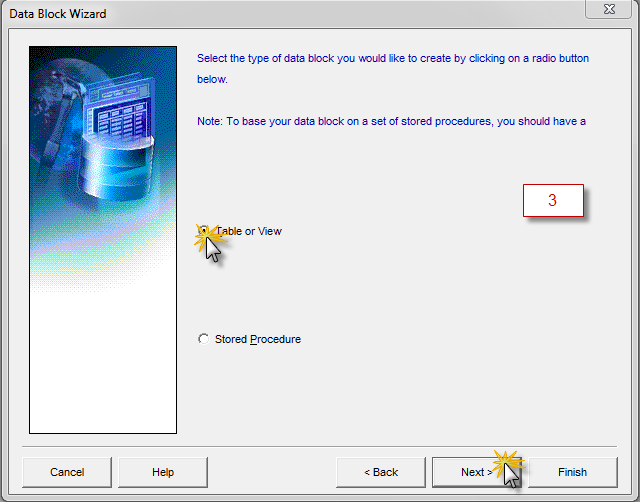 Data Block Wizard
Select the type of data block you would like to create by clicking on a radio button
below.
Note: To base your data block on a set of stored procedures, you should have a
3
Table or View
Stored Procedure
Cancel
Help
< Back
Next >
Finish